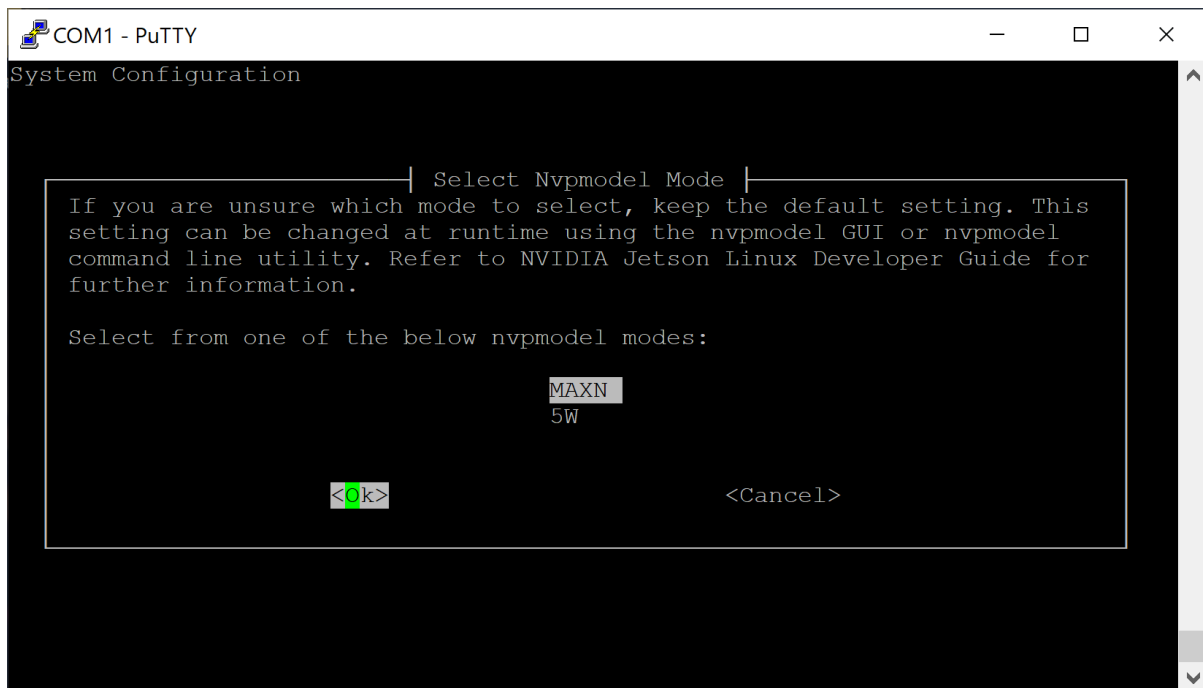 COM1 - PuTTY
System Configuration
Select Nvpmodel Mode
If you are unsure which mode to select, keep the default setting. This
setting can be changed at runtime using the nvpmodel GUI or nvpmodel
command line utility. Refer to NVIDIA Jetson Linux Developer Guide for
further information.
Select from one of the below nvpmodel modes:
MAXN
5W
<Ok> <Cancel>